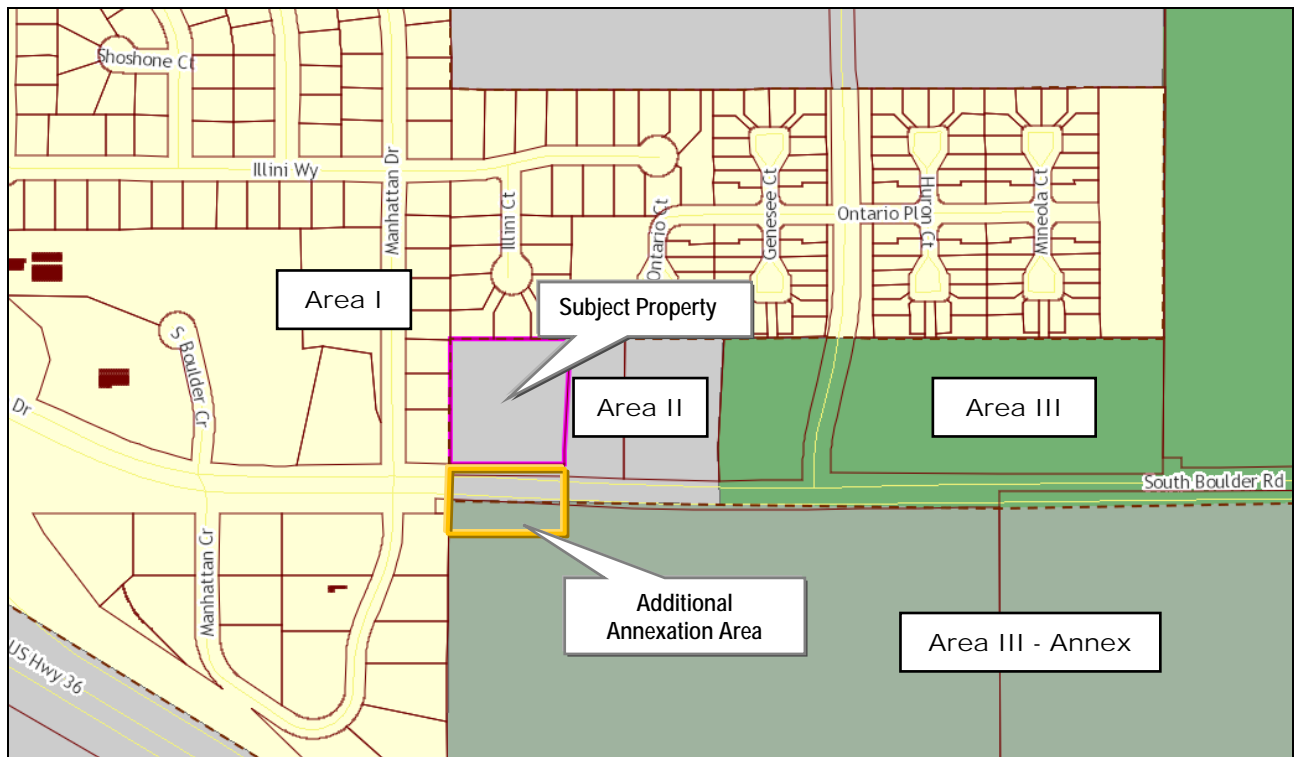 Shoshone Ct
Illini Wy
Manhattan Dr
Illini Ct
Ontario Ct
Genesee Ct
Ontario Pl
Huron Ct
Mineola Ct
Area I
Subject Property
S Boulder Cr
Dr
Area II
Area III
South Boulder Rd
Manhattan Cr
Additional
Annexation Area
Area III - Annex
US Hwy 36